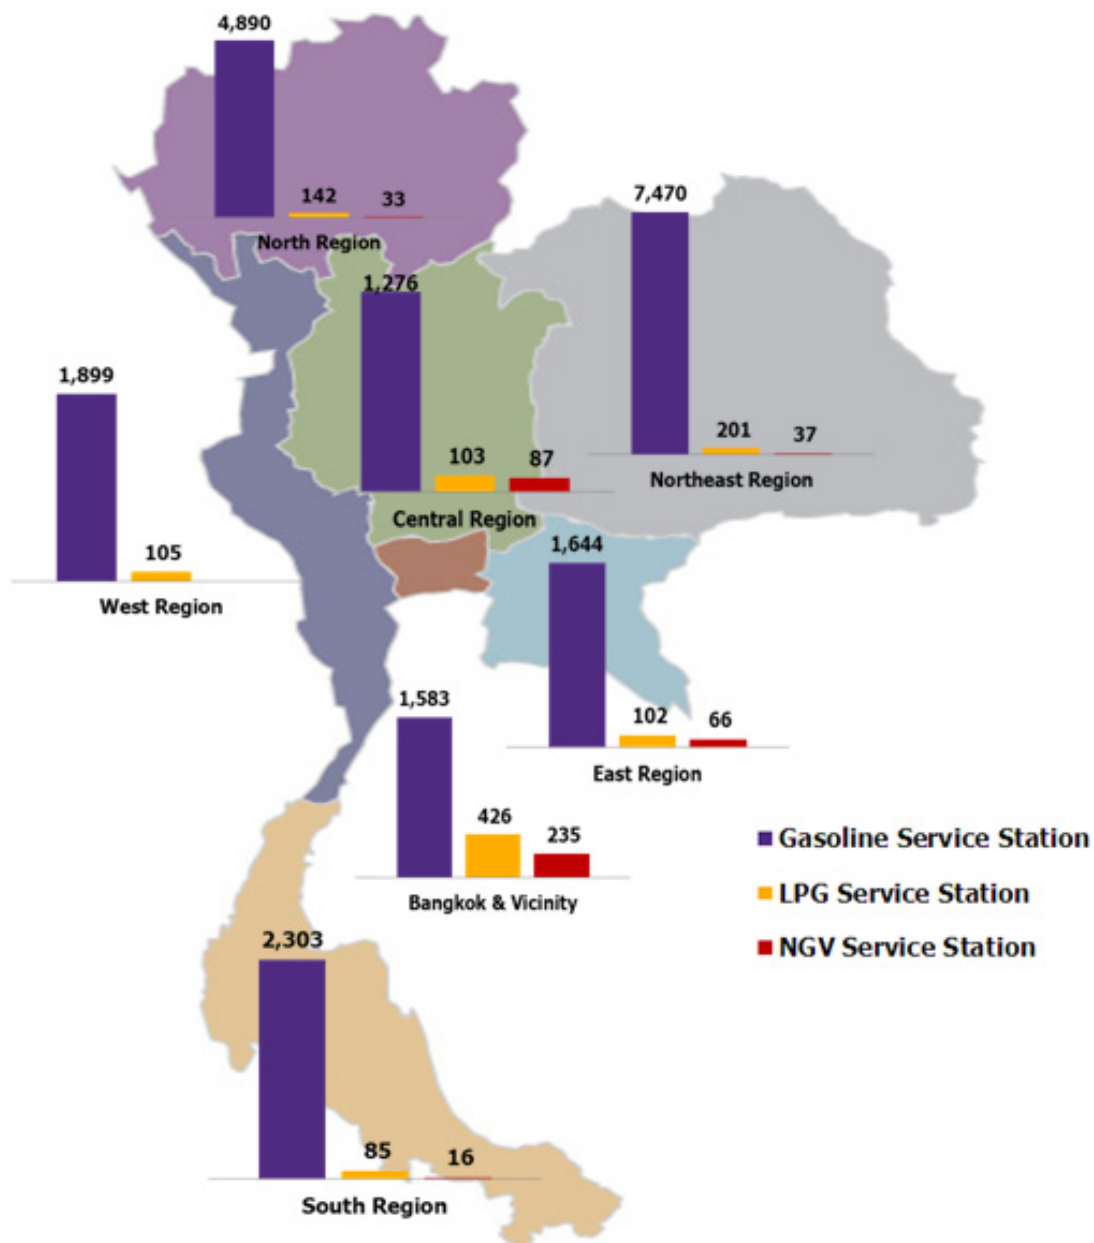 4,890
142
33
North Region
7,470
201
37
Northeast Region
1,276
103
87
Central Region
1,899
105
West Region
1,644
102
66
East Region
1,583
426
235
Bangkok & Vicinity
Gasoline Service Station
LPG Service Station
NGV Service Station
2,303
85
16
South Region